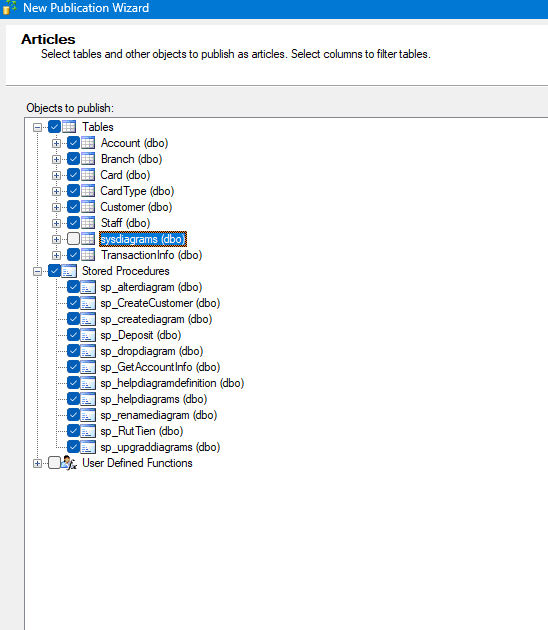 New Publication Wizard
Articles
Select tables and other objects to publish as articles. Select columns to filter tables.
Objects to publish:
Tables
Account (dbo)
Branch (dbo)
Card (dbo)
CardType (dbo)
Customer (dbo)
Staff (dbo)
sysdiagrams (dbo)
TransactionInfo (dbo)
Stored Procedures
sp_alterdiagram (dbo)
sp_CreateCustomer (dbo)
sp_creatediagram (dbo)
sp_Deposit (dbo)
sp_dropdiagram (dbo)
sp_GetAccountInfo (dbo)
sp_helpdiagramdefinition (dbo)
sp_helpdiagrams (dbo)
sp_renamediagram (dbo)
sp_RutTien (dbo)
sp_upgraddiagrams (dbo)
User Defined Functions